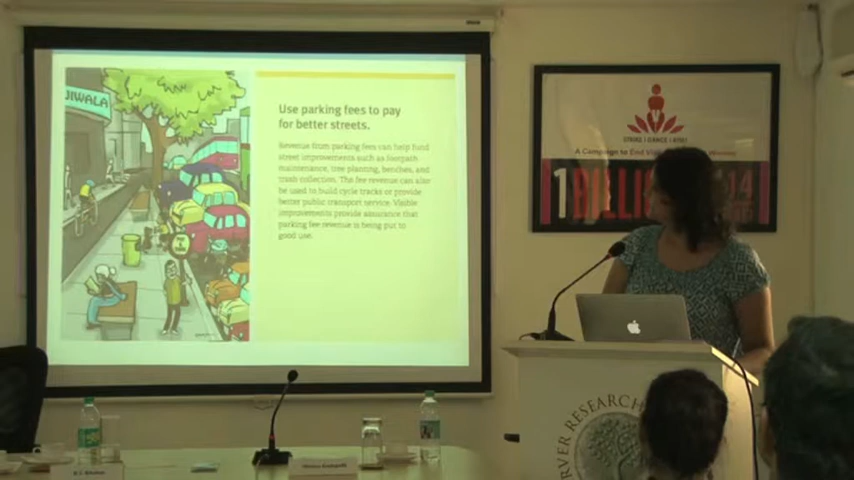 JIWALA
Use parking fees to pay
for better streets.
Revenue from parking fees can help fund
street improvements such as footpath
maintenance, tree planting, benches, and
trash collection. The fee revenue can also
be used to build cycle tracks or provide
better public transport service. Visible
improvements provide assurance that
parking fee revenue is being put to
good use.
STRIKE | DANCE | RISE!
A Campaign to End
1 BILLI
RVER RESEARCH